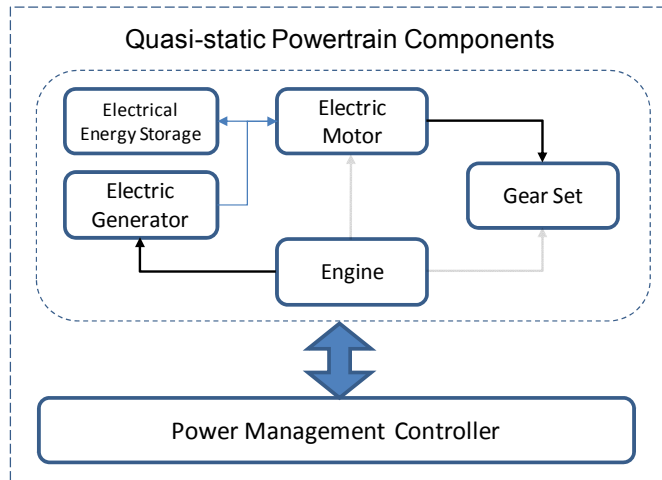 Quasi-static Powertrain Components
Electrical
Energy Storage
Electric
Motor
Electric
Generator
Gear Set
Engine
Power Management Controller